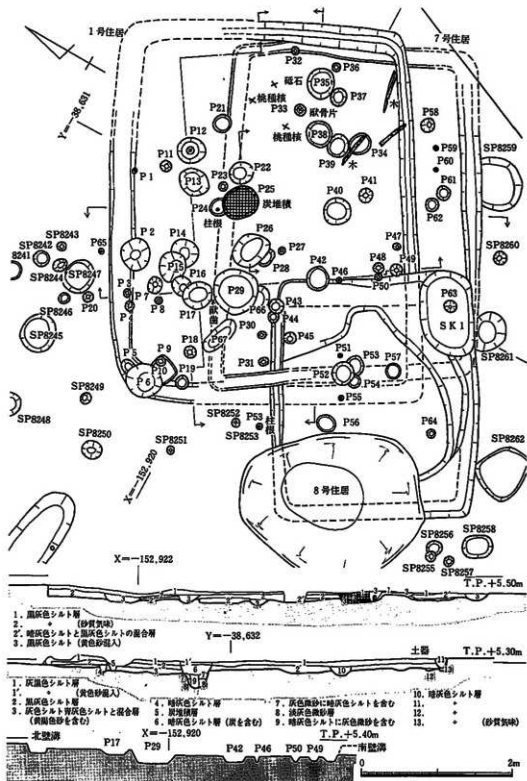 1号住居
7号住居
P32
P36
砥石
P35
桃種核
P37
P33
獣骨片
木
P21
Y=-38,631
P12
桃種核
P38
P58
P11
P39
P34
P59
SP8259
P22
木
P60
P1
P13
P23
P25
P41
P61
炭堆積
P24
P40
P62
柱根
SP8243
P2
P14
P26
P47
SP8242
P65
P27
SP8260
8241
P15
P28
P48
P49
SP8244
SP8247
P16
P42
P46
P50
P3
P7
P29
P63
P20
P8
P43
SP8246
P4
P17
P66
P44
SK1
SP8245
P30
P45
P67
SP8261
P18
P5
P9
P31
P51
P53
P10
P57
P6
P19
P52
P54
SP8249
P55
SP8252
P53
柱根
SP8248
SP8253
P56
P64
SP8250
SP8251
SP8262
X=-152,920
8号住居
SP8256
SP8258
SP8255
SP8257
X=-152,922
T.P.+5.50m
1. 黒灰色シルト層
2. 〃 (砂質気味)
2'. 暗灰色シルトと黒灰色シルトの混合層
3. 黒灰色シルト (黄色砂混入)
Y=-38,632
土器
T.P.+5.30m
1. 灰黒色シルト層
1'. 〃 (黄色砂混入)
2. 黒灰色シルト層
3. 灰色シルト青灰色シルトと混合層
(黄褐色砂を含む)
4. 暗灰色シルト層
5. 炭堆積層
6. 暗灰色シルト層 (炭を含む)
7. 灰色微砂に暗灰色シルトを含む
8. 淡灰色微砂層
9. 暗灰色シルトに灰色微砂を含む
10. 暗灰色シルト層
11. 〃
12. 〃
13. 〃 (砂質気味)
北壁溝
X=-152.920
T.P.+5.40m
南壁溝
P17
P29
P42
P46
P50
P49
0
2m